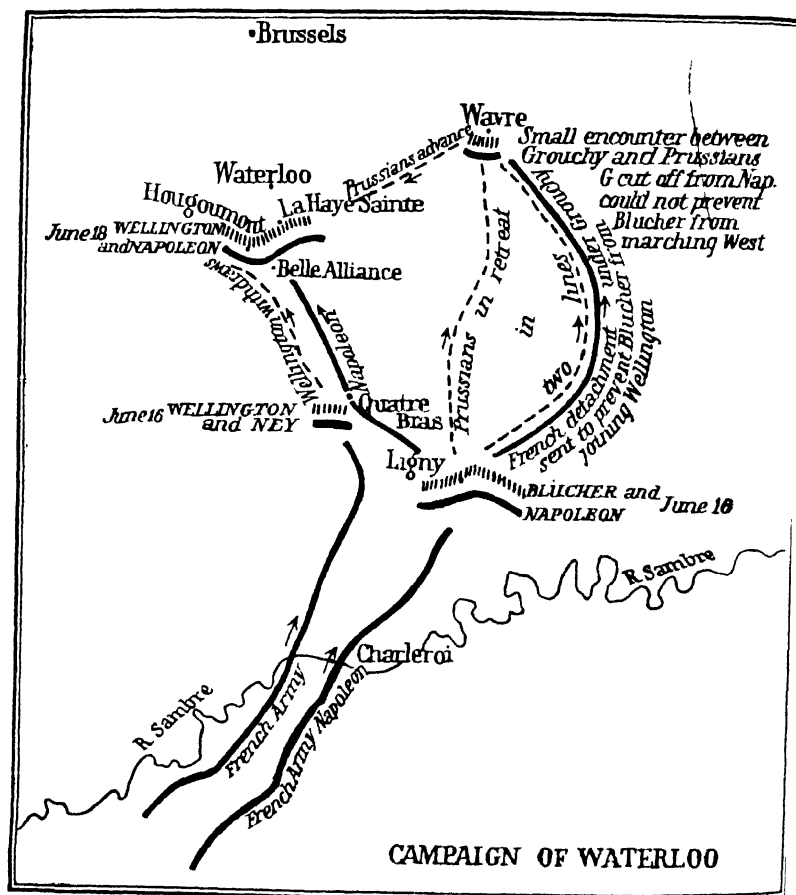 Brussels
Wavre
Prussians advance
Small encounter between
Grouchy and Prussians
G cut off from Nap.
could not prevent
Blucher from
marching West
Waterloo
Hougoumont
La Haye Sainte
June 18 WELLINGTON
and NAPOLEON
Belle Alliance
Wellington withdraws
Napoleon
Prussians in retreat
in
two
lines
French detachment under Grouchy
sent to prevent Blucher from
joining Wellington
June 16 WELLINGTON
and NEY
Quatre
Bras
Ligny
BLÜCHER and
NAPOLEON
June 16
R. Sambre
Charleroi
R. Sambre
French Army
French Army Napoleon
CAMPAIGN OF WATERLOO